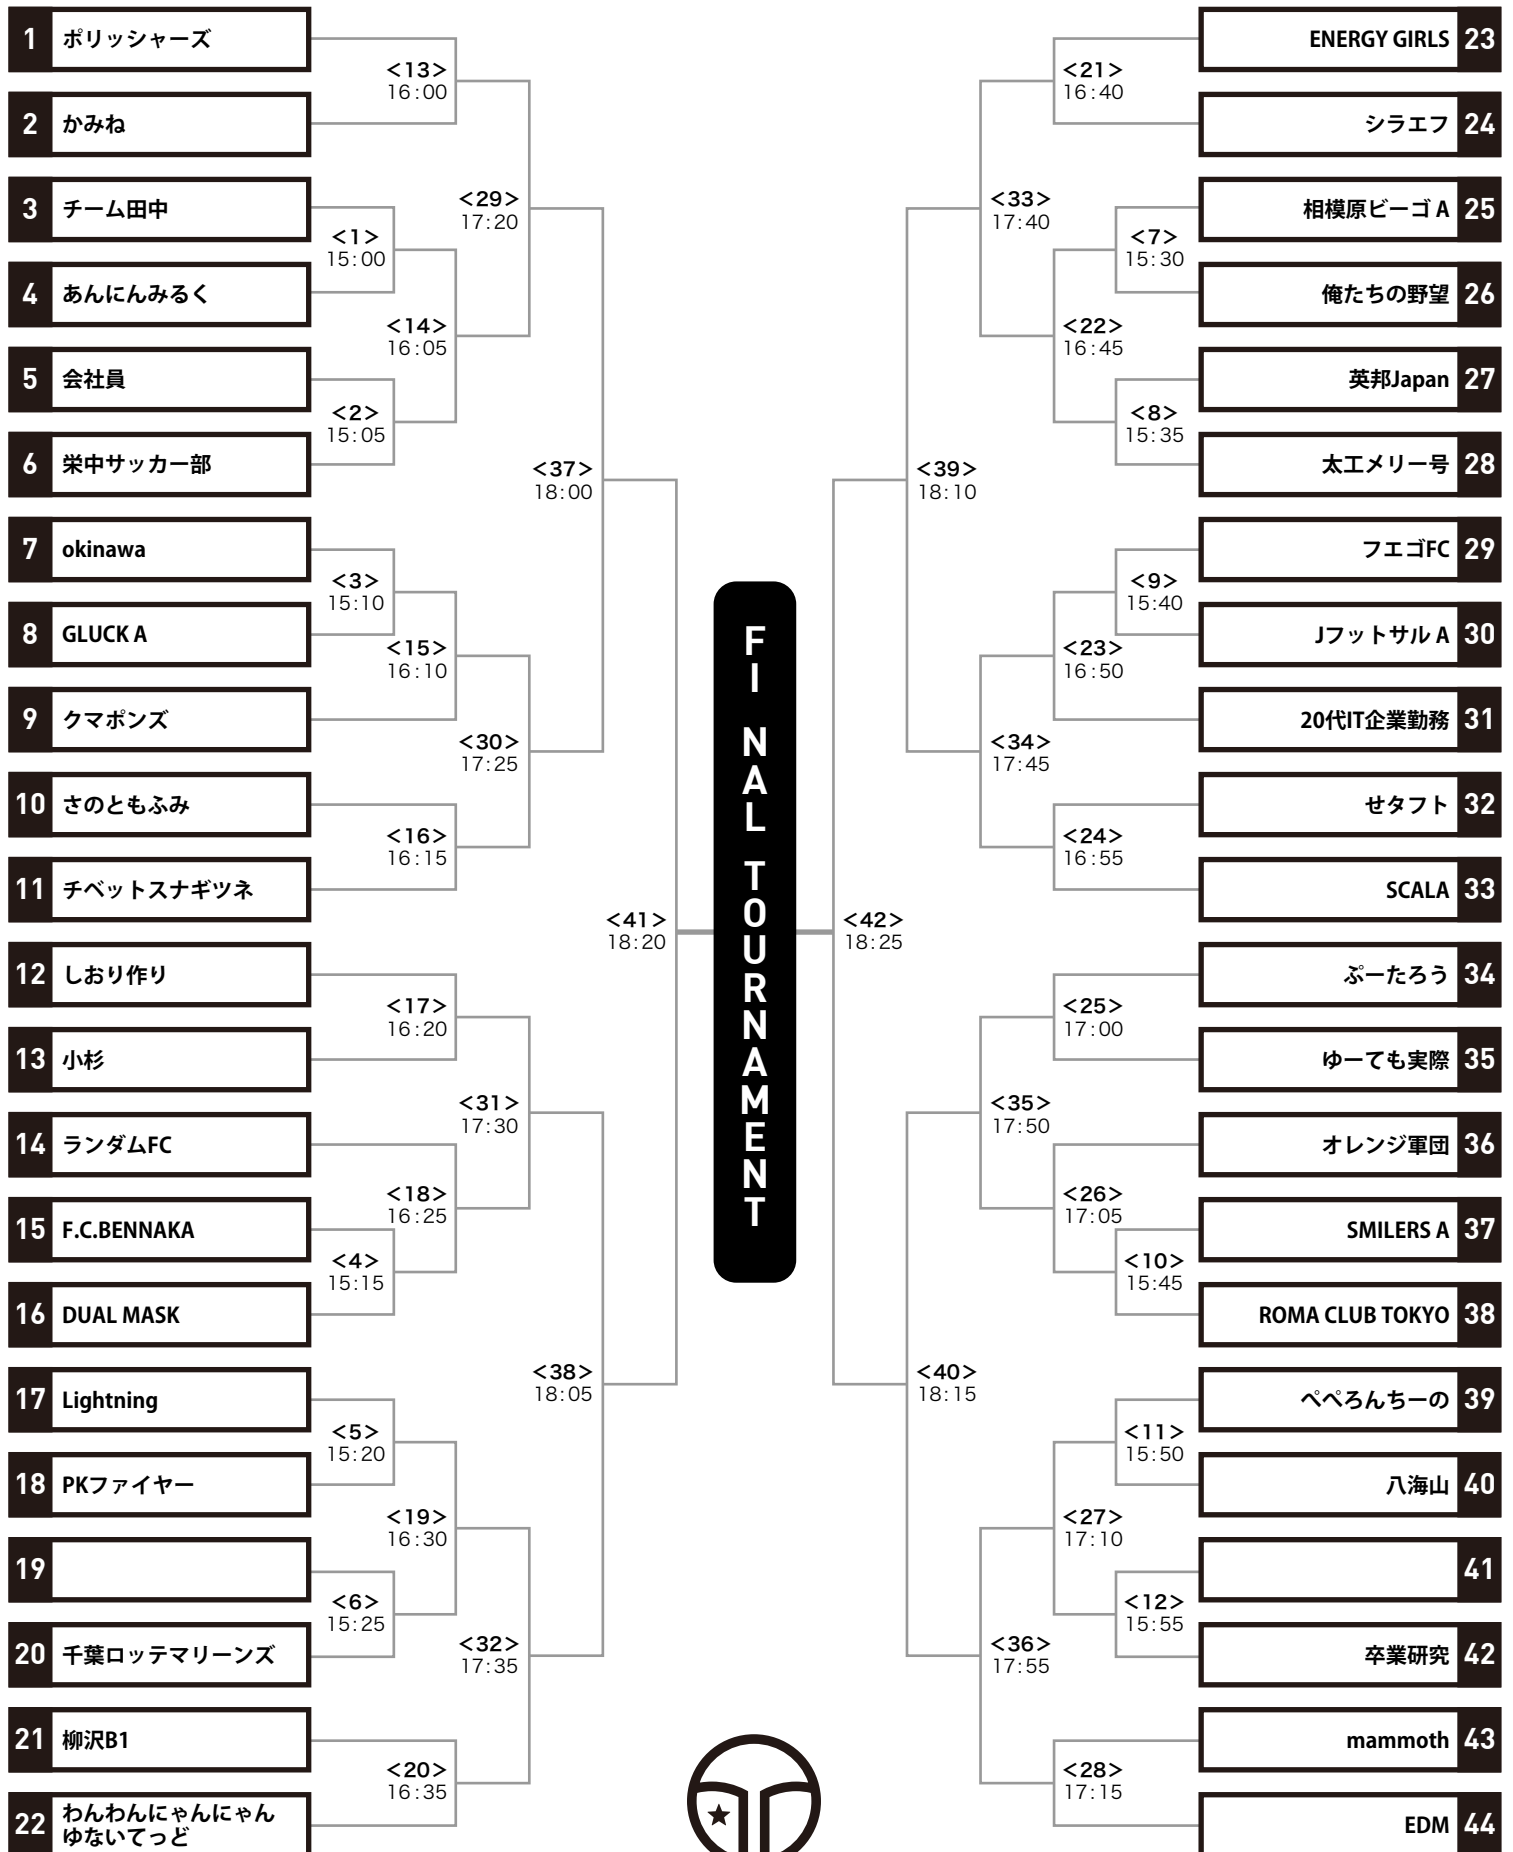 1 ポリッシャーズ
<13>
16:00
2 かみね
3 チーム田中
<1>
15:00
<29>
17:20
4 あんにんみるく
<14>
16:05
5 会社員
<2>
15:05
6 栄中サッカー部
<37>
18:00
7 okinawa
<3>
15:10
8 GLUCK A
<15>
16:10
9 クマポンズ
<30>
17:25
10 さのともふみ
<16>
16:15
11 チベットスナギツネ
<41>
18:20
12 しおり作り
<17>
16:20
13 小杉
<31>
17:30
14 ランダムFC
<18>
16:25
15 F.C.BENNAKA
<4>
15:15
16 DUAL MASK
<38>
18:05
17 Lightning
<5>
15:20
18 PKファイヤー
<19>
16:30
19
<6>
15:25
20 千葉ロッテマリーンズ
<32>
17:35
21 柳沢B1
<20>
16:35
22 わんわんにゃんにゃん
ゆないてっど
FINAL TOURNAMENT
ENERGY GIRLS 23
<21>
16:40
シラエフ 24
<33>
17:40
相模原ビーゴ A 25
<7>
15:30
俺たちの野望 26
<22>
16:45
英邦Japan 27
<8>
15:35
太工メリー号 28
<39>
18:10
フエゴFC 29
<9>
15:40
Jフットサル A 30
<23>
16:50
20代IT企業勤務 31
<34>
17:45
せタフト 32
<24>
16:55
SCALA 33
<42>
18:25
ぷーたろう 34
<25>
17:00
ゆーても実際 35
<35>
17:50
オレンジ軍団 36
<26>
17:05
SMILERS A 37
<10>
15:45
ROMA CLUB TOKYO 38
<40>
18:15
ぺぺろんちーの 39
<11>
15:50
八海山 40
<27>
17:10
41
<12>
15:55
卒業研究 42
<36>
17:55
mammoth 43
<28>
17:15
EDM 44